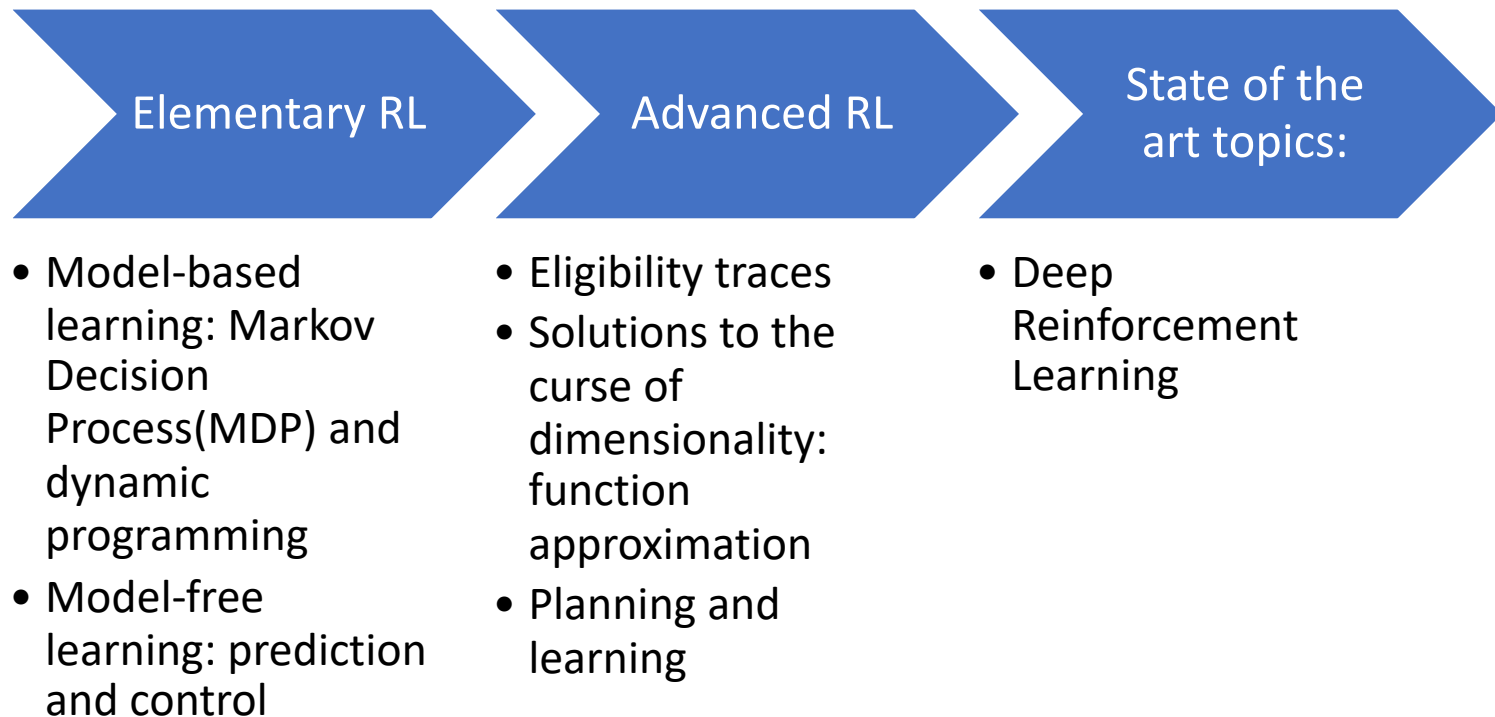 Elementary RL
• Model-based
learning: Markov
Decision
Process(MDP) and
dynamic
programming
• Model-free
learning: prediction
and control
Advanced RL
• Eligibility traces
• Solutions to the
curse of
dimensionality:
function
approximation
• Planning and
learning
State of the
art topics:
• Deep
Reinforcement
Learning